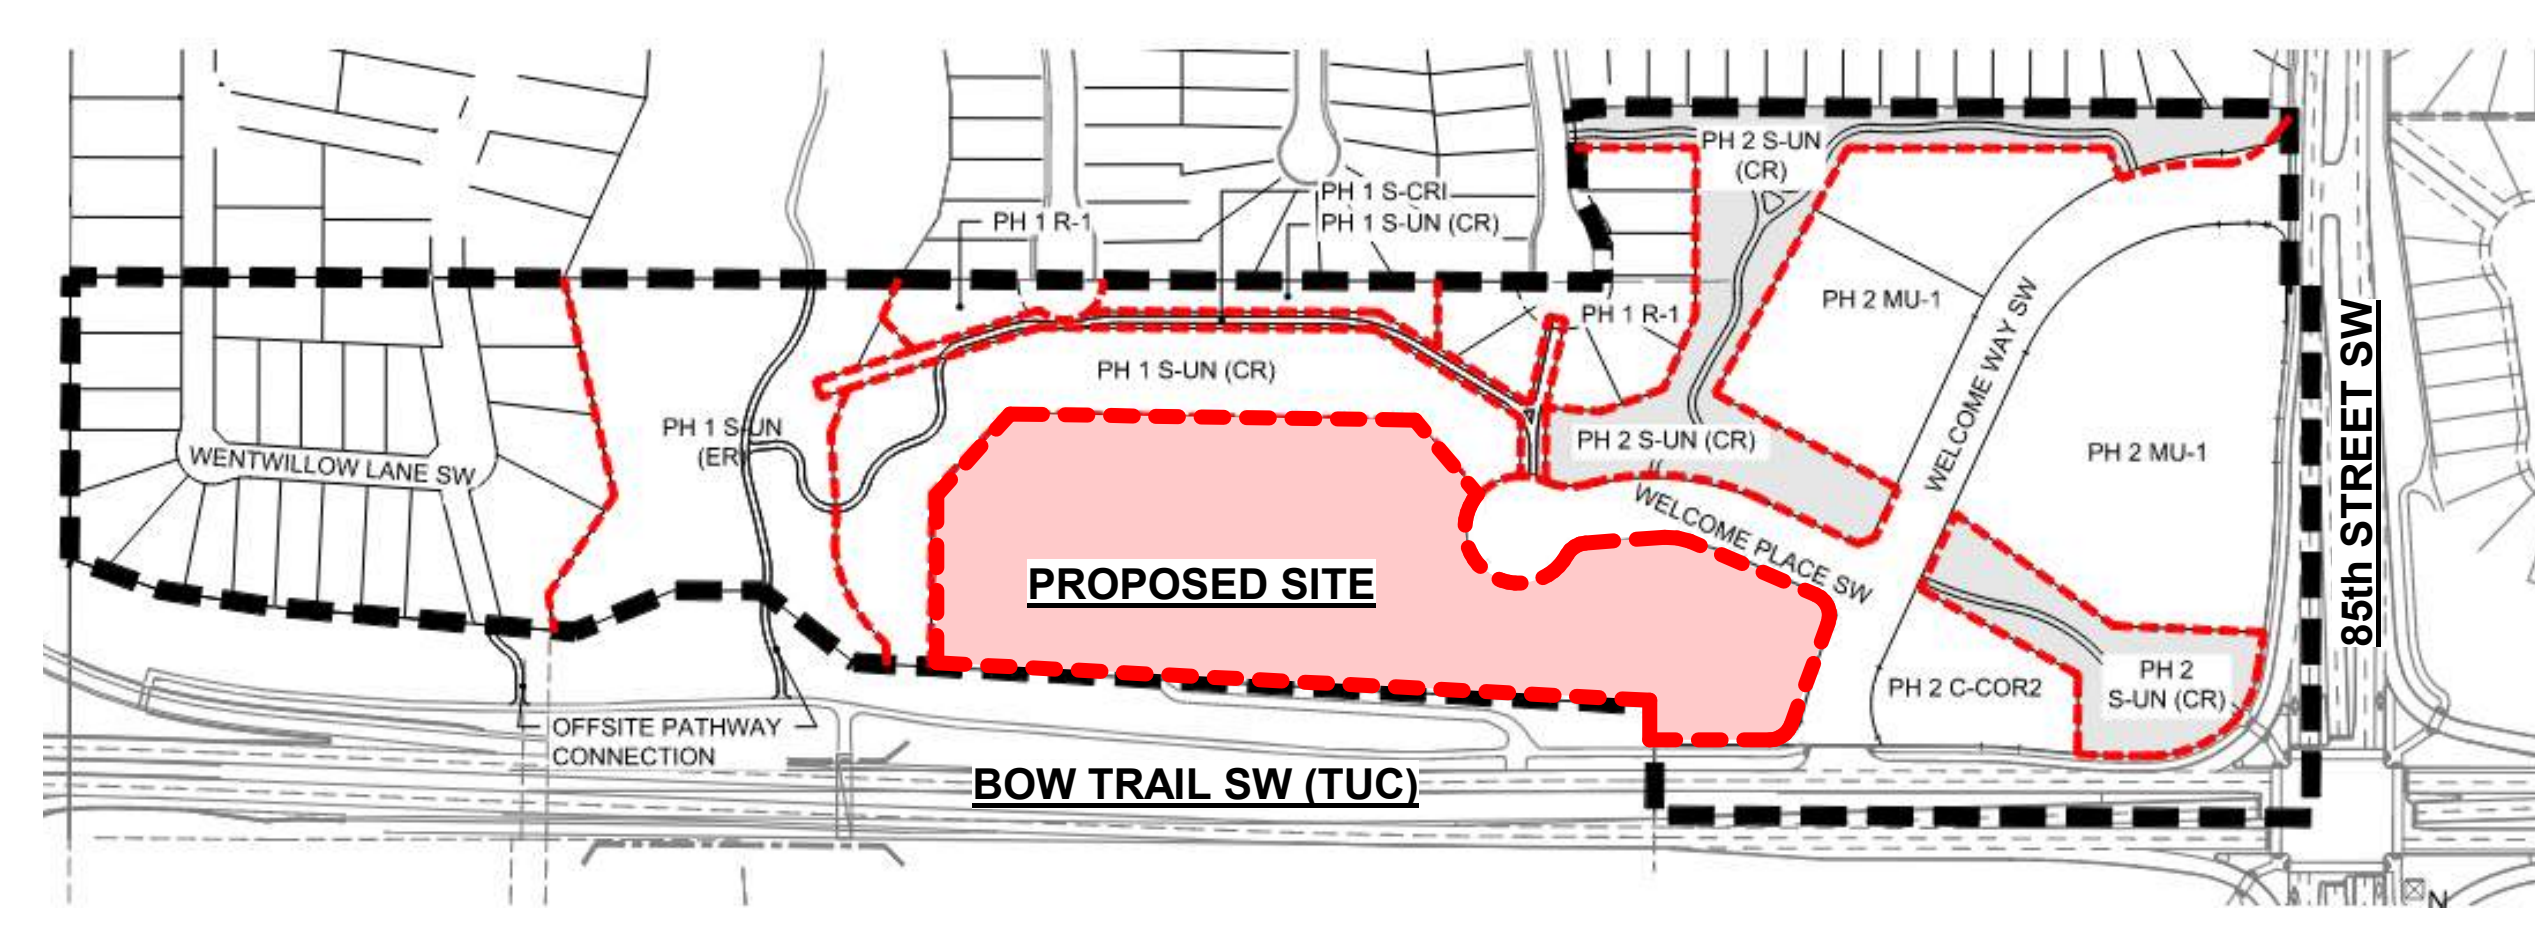 PH 2 S-UN
(CR)
PH 1 S-CRI
PH 1 R-1
PH 1 S-UN (CR)
PH 2 MU-1
PH 1 R-1
WELCOME WAY SW
85th STREET SW
PH 1 S-UN (CR)
PH 1 S-UN
(ER)
PH 2 S-UN (CR)
PH 2 MU-1
WENTWILLOW LANE SW
WELCOME PLACE SW
PROPOSED SITE
PH 2
S-UN (CR)
PH 2 C-COR2
OFFSITE PATHWAY
CONNECTION
BOW TRAIL SW (TUC)
N